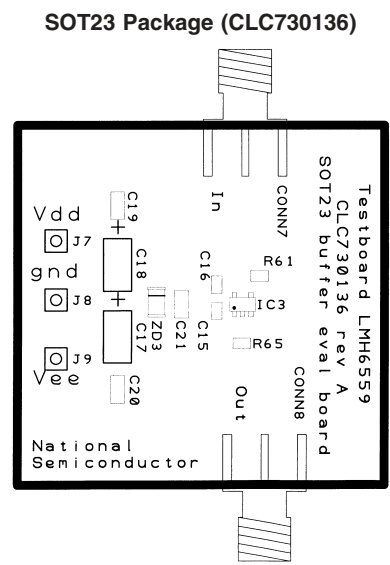 SOT23 Package (CLC730136)
In
CONN7
Testboard LMH6559
CLC730136 rev A
SOT23 buffer eval board
C19
+
Vdd
J7
C18
gnd
J8
+
C17
ZD3
C21
C16
C15
R61
IC3
R65
J9
Vee
C20
Out
CONN8
National
Semiconductor